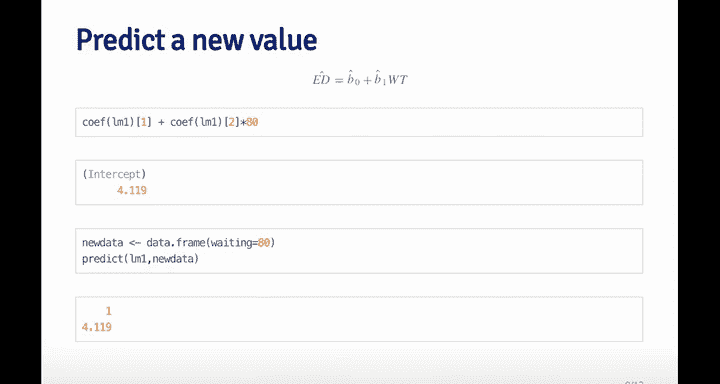 Predict a new value
ED̂ = b̂₀ + b̂₁WT
coef(lm1)[1] + coef(lm1)[2]*80
(Intercept)
4.119
newdata <- data.frame(waiting=80)
predict(lm1,newdata)
1
4.119